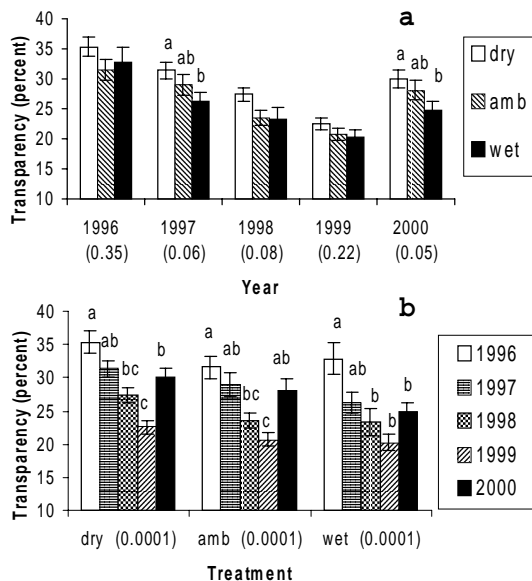 a
Transparency (percent)
40
35
30
25
20
15
10
a
ab
b
a
ab
b
1996
1997
1998
1999
2000
(0.35)
(0.06)
(0.08)
(0.22)
(0.05)
Year
dry
amb
wet
b
Transparency (percent)
40
35
30
25
20
15
10
a
ab
bc
c
b
a
ab
bc
c
ab
a
ab
b
b
b
dry (0.0001)
amb (0.0001)
wet (0.0001)
Treatment
1996
1997
1998
1999
2000